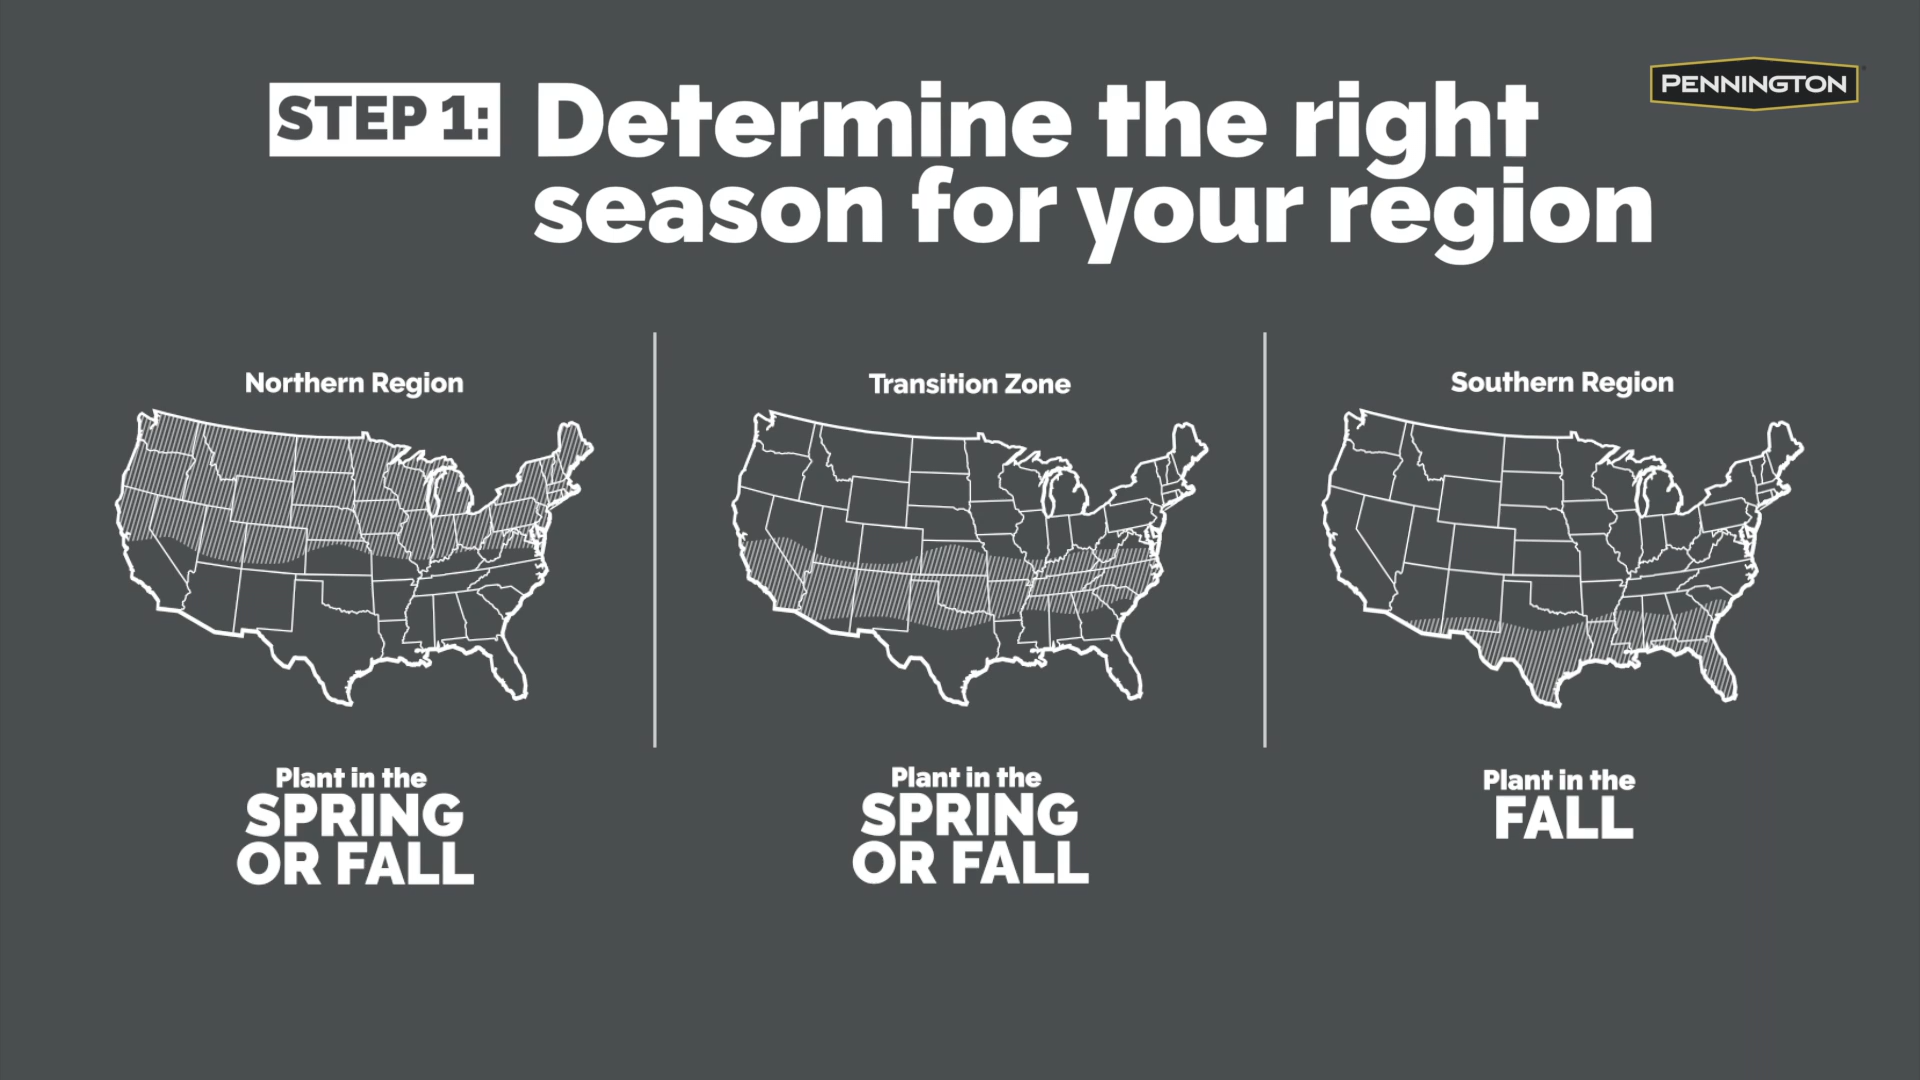 STEP 1: Determine the right
season for your region
PENNINGTON
Northern Region
Plant in the
SPRING
OR FALL
Transition Zone
Plant in the
SPRING
OR FALL
Southern Region
Plant in the
FALL